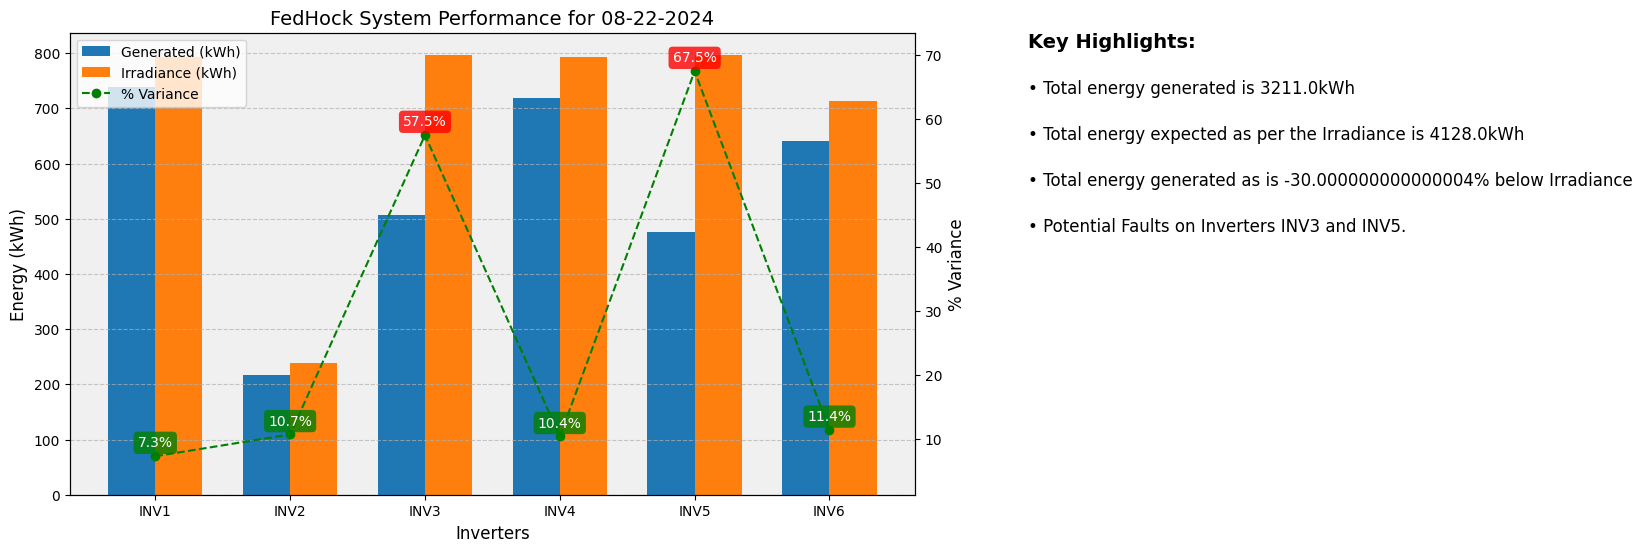 FedHock System Performance for 08-22-2024
Generated (kWh)
Irradiance (kWh)
% Variance
Energy (kWh)
800
700
600
500
400
300
200
100
0
7.3%
10.7%
57.5%
10.4%
67.5%
11.4%
70
60
50
40
30
20
10
% Variance
INV1 INV2 INV3 INV4 INV5 INV6
Inverters
Key Highlights:
• Total energy generated is 3211.0kWh
• Total energy expected as per the Irradiance is 4128.0kWh
• Total energy generated as is -30.000000000000004% below Irradiance
• Potential Faults on Inverters INV3 and INV5.